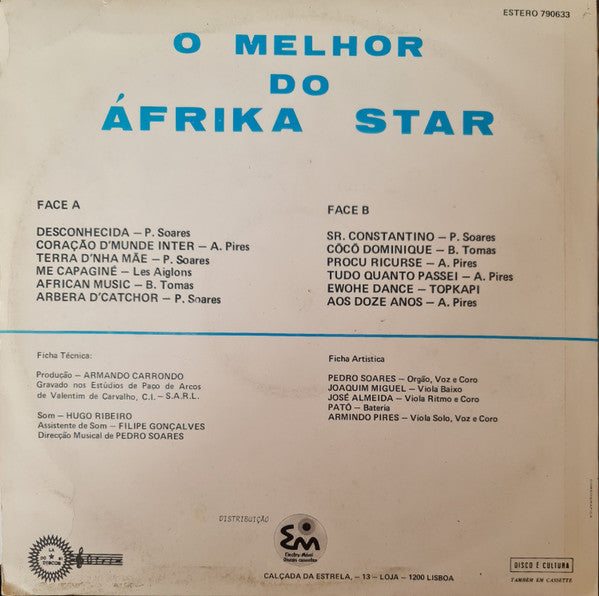 ESTERO 790633
O MELHOR
DO
ÁFRIKA STAR
FACE A
DESCONHECIDA – P. Soares
CORAÇÃO D'MUNDE INTER – A. Pires
TERRA D'NHA MÃE – P. Soares
ME CAPAGINÉ – Les Aiglons
AFRICAN MUSIC – B. Tomas
ARBERA D'CATCHOR – P. Soares
FACE B
SR. CONSTANTINO – P. Soares
CÔCÔ DOMINIQUE – B. Tomas
PROCU RICURSE – A. Pires
TUDO QUANTO PASSEI – A. Pires
EWOHE DANCE – TOPKAPI
AOS DOZE ANOS – A. Pires
Ficha Técnica:
Produção – ARMANDO CARRONDO
Gravado nos Estúdios de Paço de Arcos
de Valentim de Carvalho, C.I. – S.A.R.L.
Som – HUGO RIBEIRO
Assistente de Som – FILIPE GONÇALVES
Direcção Musical de PEDRO SOARES
Ficha Artistica
PEDRO SOARES – Orgão, Voz e Coro
JOAQUIM MIGUEL – Viola Baixo
JOSÉ ALMEIDA – Viola Ritmo e Coro
PATÓ – Bateria
ARMINDO PIRES – Viola Solo, Voz e Coro
DISTRIBUIÇÃO
EM
Electro-Móvel
Discos cassettes
CALÇADA DA ESTRELA, – 13 – LOJA – 1200 LISBOA
DISCO É CULTURA
TAMBÉM EM CASSETTE